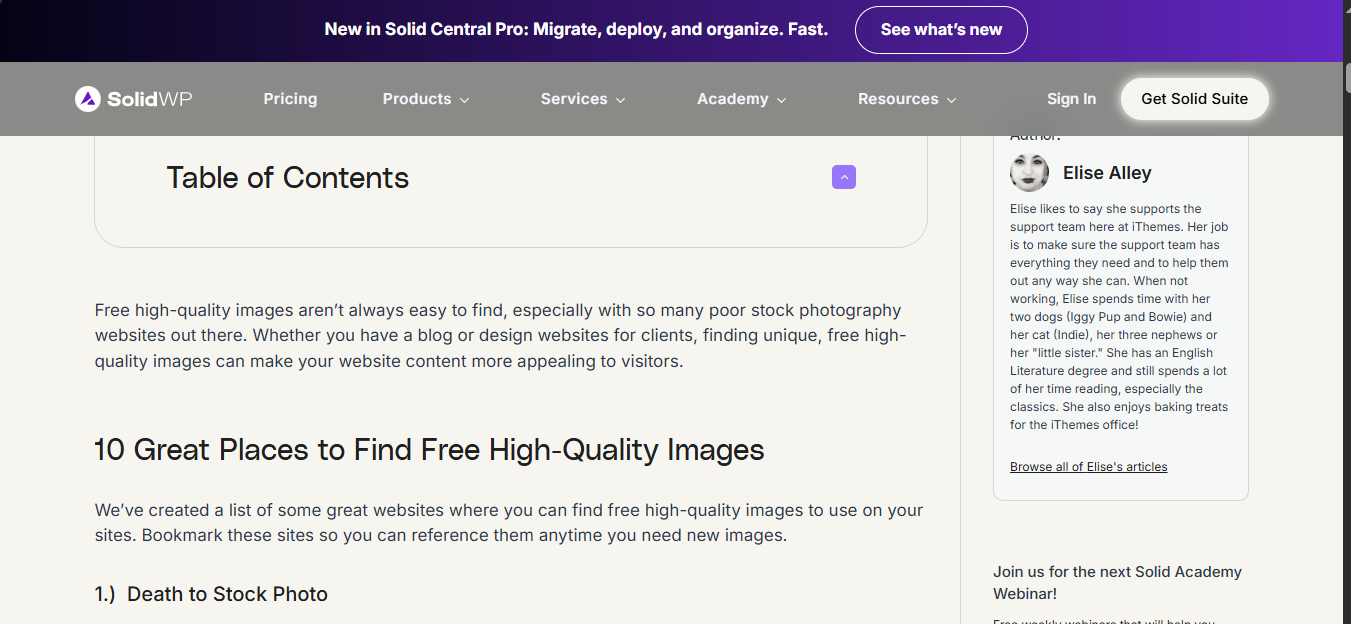 New in Solid Central Pro: Migrate, deploy, and organize. Fast.
See what's new
SolidWP
Pricing
Products
Services
Academy
Resources
Sign In
Get Solid Suite
Table of Contents
Free high-quality images aren’t always easy to find, especially with so many poor stock photography
websites out there. Whether you have a blog or design websites for clients, finding unique, free high-
quality images can make your website content more appealing to visitors.
10 Great Places to Find Free High-Quality Images
We’ve created a list of some great websites where you can find free high-quality images to use on your
sites. Bookmark these sites so you can reference them anytime you need new images.
1.) Death to Stock Photo
Author:
Elise Alley
Elise likes to say she supports the
support team here at iThemes. Her job
is to make sure the support team has
everything they need and to help them
out any way she can. When not
working, Elise spends time with her
two dogs (Iggy Pup and Bowie) and
her cat (Indie), her three nephews or
her "little sister." She has an English
Literature degree and still spends a lot
of her time reading, especially the
classics. She also enjoys baking treats
for the iThemes office!
Browse all of Elise's articles
Join us for the next Solid Academy
Webinar!
Free weekly webinars that will help you